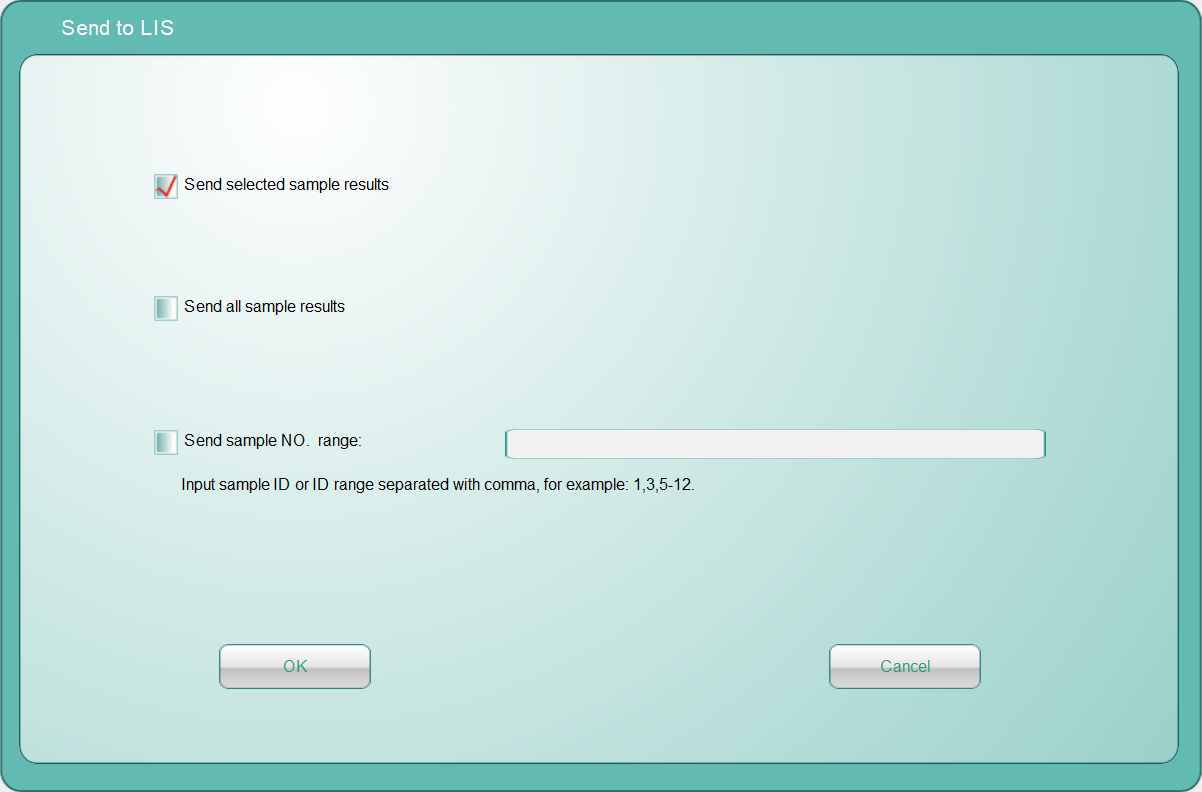 Send to LIS
Send selected sample results
Send all sample results
Send sample NO.  range:
Input sample ID or ID range separated with comma, for example: 1,3,5-12.
OK
Cancel